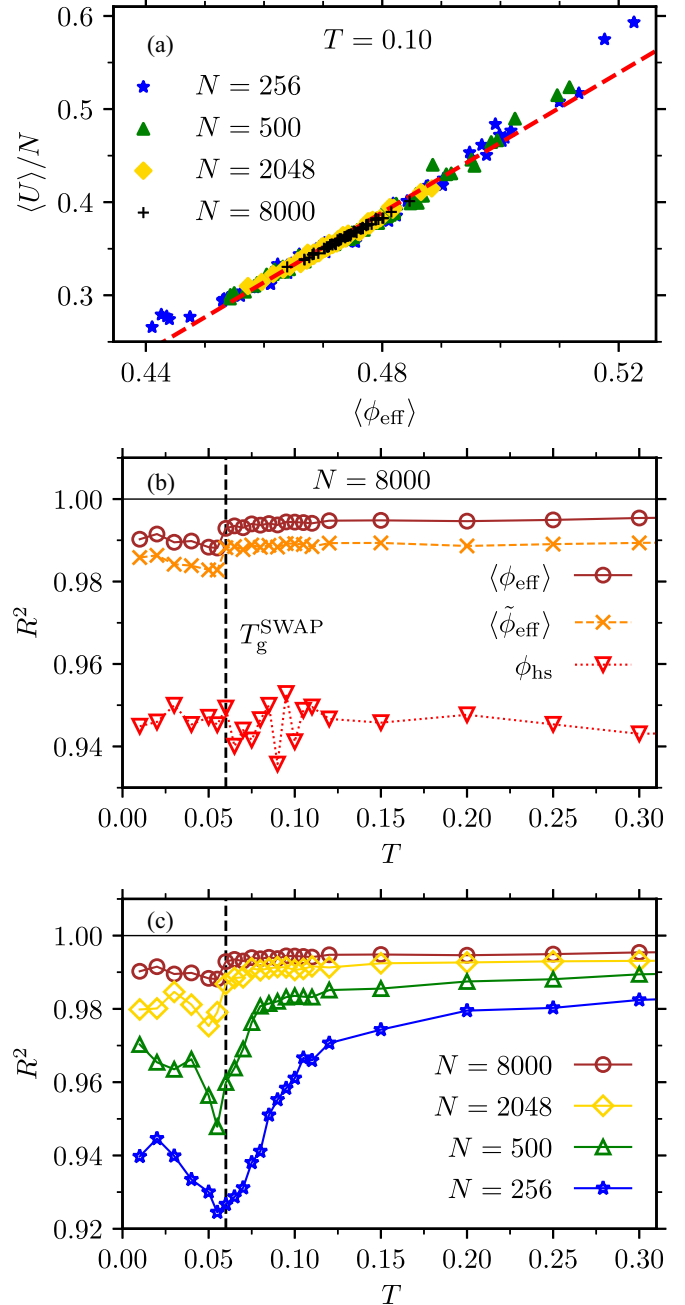 (a) T = 0.10
N = 256
N = 500
N = 2048
N = 8000
⟨U⟩/N
0.6
0.5
0.4
0.3
0.44 0.48 0.52
⟨ϕ_eff⟩
(b) N = 8000
R²
1.00
0.98
0.96
0.94
T_g^SWAP
⟨ϕ_eff⟩
⟨ϕ̃_eff⟩
ϕ_hs
0.00 0.05 0.10 0.15 0.20 0.25 0.30
T
(c)
R²
1.00
0.98
0.96
0.94
0.92
N = 8000
N = 2048
N = 500
N = 256
0.00 0.05 0.10 0.15 0.20 0.25 0.30
T